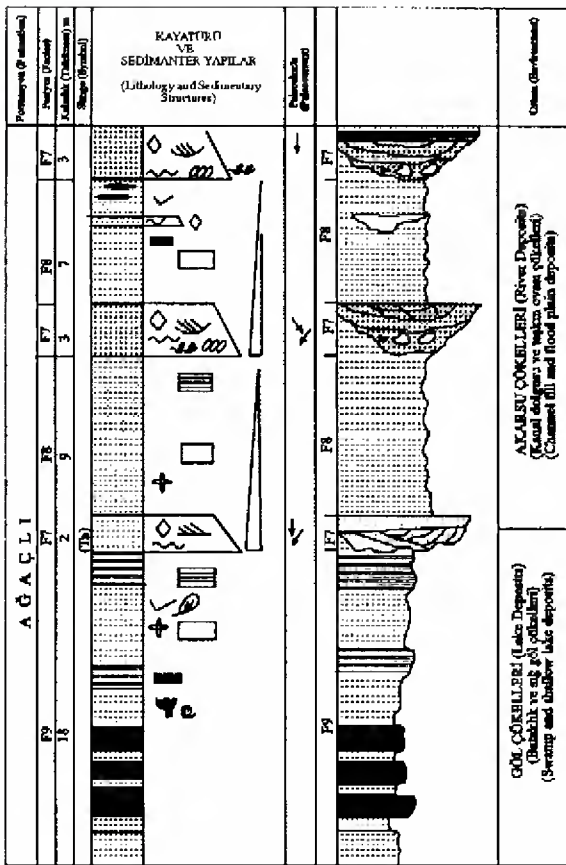 Formasyon (Formation)
Fasiyes (Facies)
Kalınlık (Thickness) m
Simge (Symbol)
KAYATÜRÜ
VE
SEDİMANTER YAPILAR
(Lithology and Sedimentary
Structures)
Paleoakıntı
(Paleocurrent)
Ortam (Environment)
AĞAÇLI
F7
3
F8
7
F7
3
F8
9
F7
2
(Ta)
F9
18
F7
F8
F7
F8
F7
F9
AKARSU ÇÖKELLERİ (River Deposits)
(Kanal dolgusu ve taşkın ovası çökelleri)
(Channel fill and flood plain deposits)
GÖL ÇÖKELLERİ (Lake Deposits)
(Bataklık ve sığ göl çökelleri)
(Swamp and shallow lake deposits)